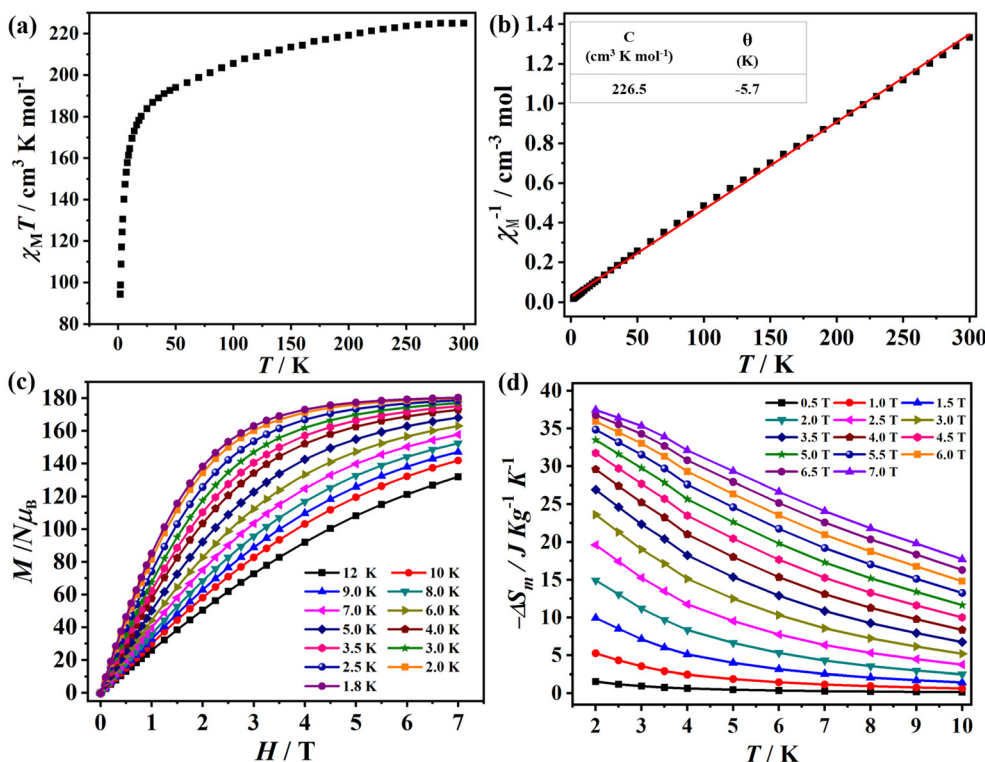 (a)
χMT / cm³ K mol⁻¹
220
200
180
160
140
120
100
80
0 50 100 150 200 250 300
T / K
(b)
C θ
(cm³ K mol⁻¹) (K)
226.5 -5.7
χM⁻¹ / cm⁻³ mol
1.4
1.2
1.0
0.8
0.6
0.4
0.2
0.0
0 50 100 150 200 250 300
T / K
(c)
M /NμB
180
160
140
120
100
80
60
40
20
0
12 K 10 K
9.0 K 8.0 K
7.0 K 6.0 K
5.0 K 4.0 K
3.5 K 3.0 K
2.5 K 2.0 K
1.8 K
0 1 2 3 4 5 6 7
H / T
(d)
−ΔSm / J Kg⁻¹ K⁻¹
40
35
30
25
20
15
10
5
0
0.5 T 1.0 T 1.5 T
2.0 T 2.5 T 3.0 T
3.5 T 4.0 T 4.5 T
5.0 T 5.5 T 6.0 T
6.5 T 7.0 T
2 3 4 5 6 7 8 9 10
T / K